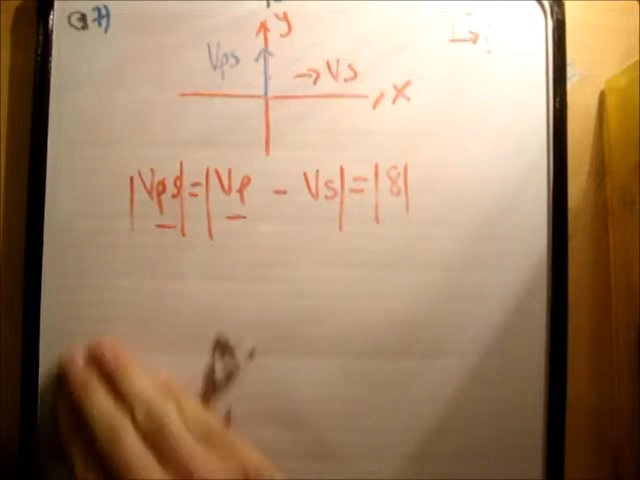 Q7)
y
Vps
→Vs
x
|Vps| = |Vp - Vs| = |8|